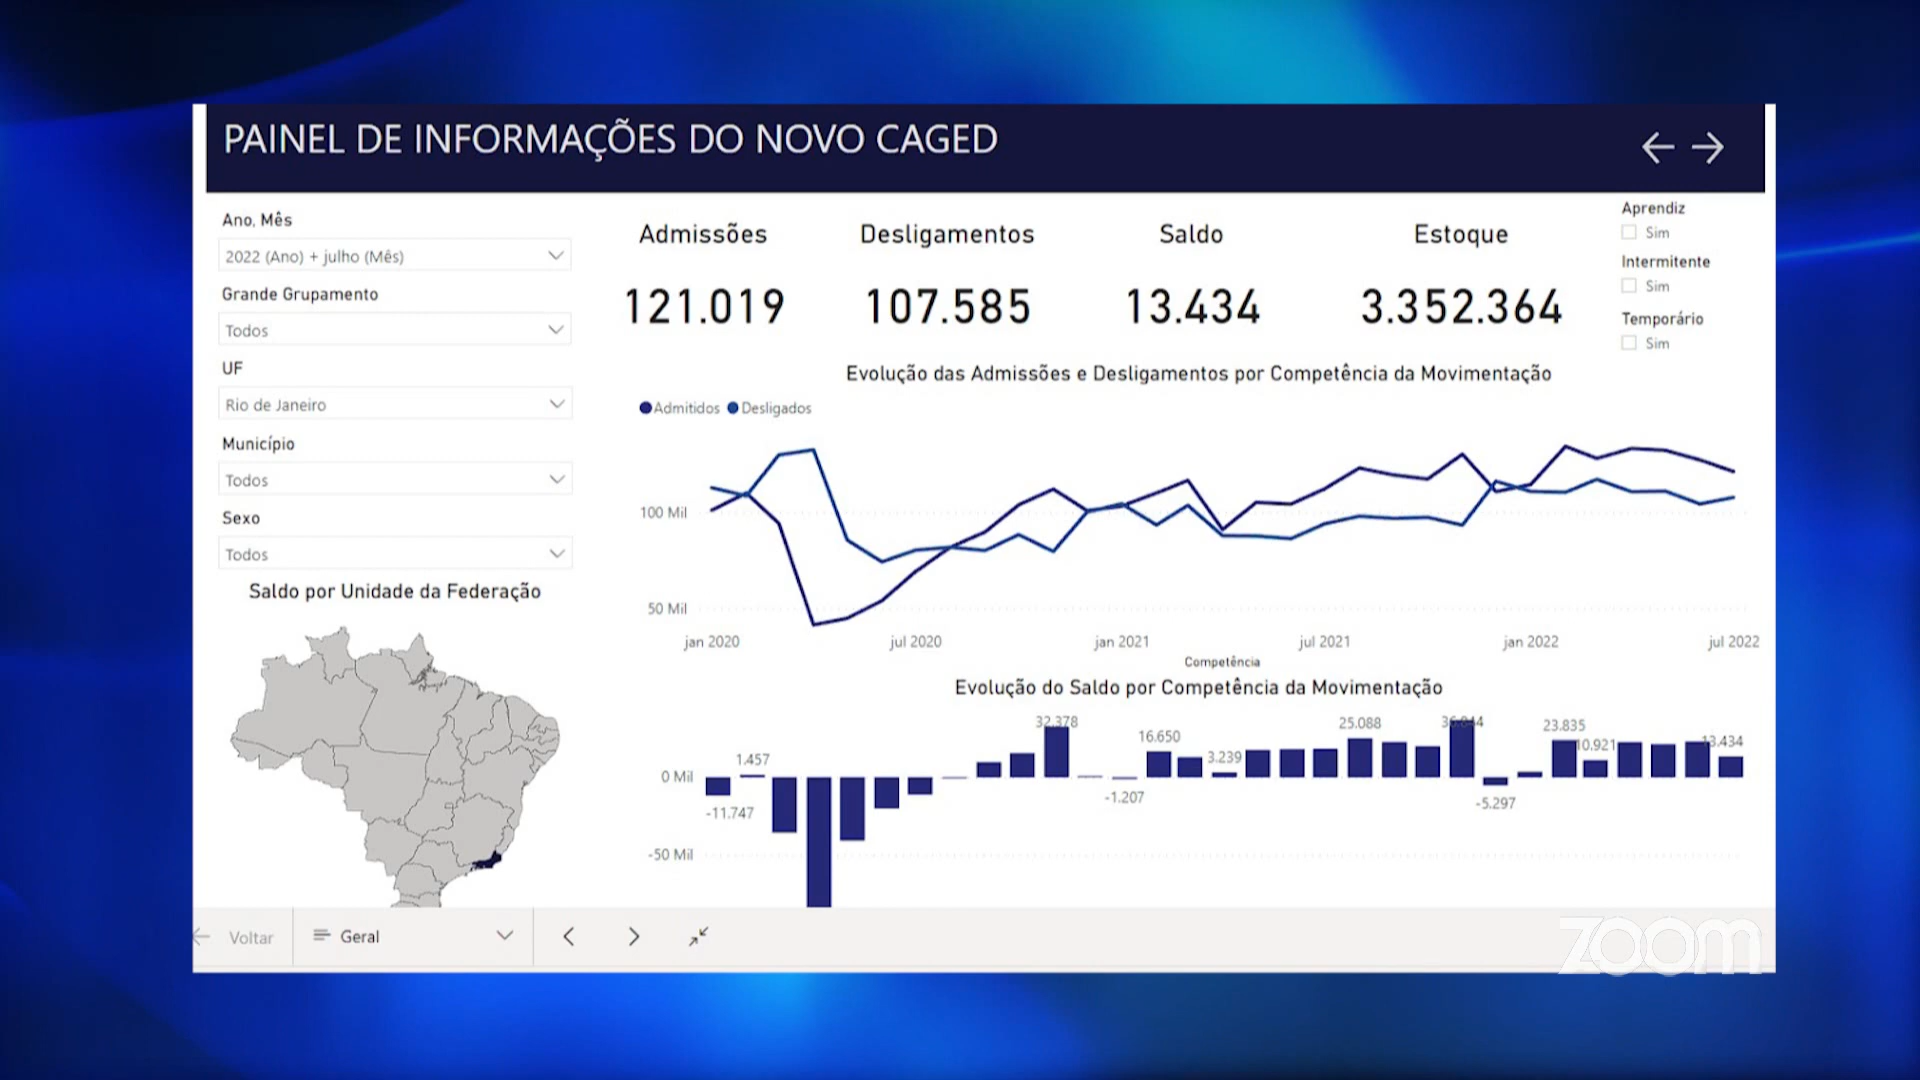 PAINEL DE INFORMAÇÕES DO NOVO CAGED
Ano, Mês
2022 (Ano) + julho (Mês)
Grande Grupamento
Todos
UF
Rio de Janeiro
Município
Todos
Sexo
Todos
Saldo por Unidade da Federação
Admissões
121.019
Desligamentos
107.585
Saldo
13.434
Estoque
3.352.364
Aprendiz
Sim
Intermitente
Sim
Temporário
Sim
Evolução das Admissões e Desligamentos por Competência da Movimentação
Admitidos Desligados
100 Mil
50 Mil
jan 2020 jul 2020 jan 2021 jul 2021 jan 2022 jul 2022
Competência
Evolução do Saldo por Competência da Movimentação
0 Mil
-50 Mil
-11.747
1.457
32.378
-1.207
16.650
3.239
25.088
-5.297
23.835
10.921
13.434
Voltar
Geral
zoom